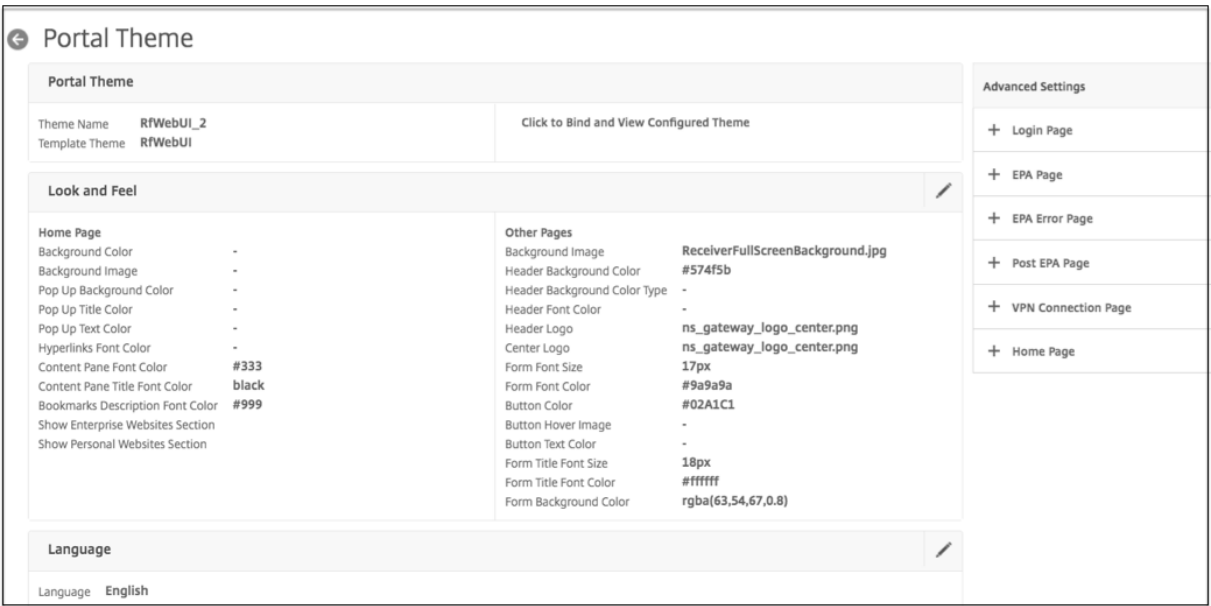 Portal Theme
Portal Theme
Theme Name RfWebUI_2
Template Theme RfWebUI
Click to Bind and View Configured Theme
Look and Feel
Home Page
Background Color -
Background Image -
Pop Up Background Color -
Pop Up Title Color -
Pop Up Text Color -
Hyperlinks Font Color -
Content Pane Font Color #333
Content Pane Title Font Color black
Bookmarks Description Font Color #999
Show Enterprise Websites Section
Show Personal Websites Section
Other Pages
Background Image ReceiverFullScreenBackground.jpg
Header Background Color #574f5b
Header Background Color Type -
Header Font Color -
Header Logo ns_gateway_logo_center.png
Center Logo ns_gateway_logo_center.png
Form Font Size 17px
Form Font Color #9a9a9a
Button Color #02A1C1
Button Hover Image -
Button Text Color -
Form Title Font Size 18px
Form Title Font Color #ffffff
Form Background Color rgba(63,54,67,0.8)
Language
Language English
Advanced Settings
+ Login Page
+ EPA Page
+ EPA Error Page
+ Post EPA Page
+ VPN Connection Page
+ Home Page